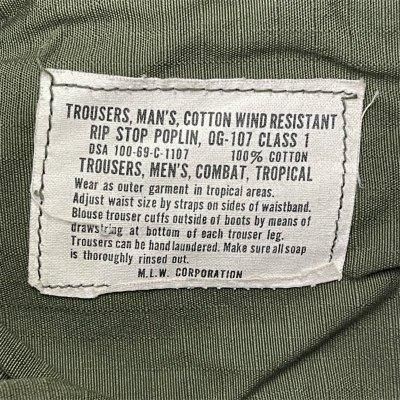 TROUSERS, MAN'S, COTTON WIND RESISTANT
RIP STOP POPLIN, OG-107 CLASS 1
DSA 100-69-C-1107 100% COTTON
TROUSERS, MEN'S, COMBAT, TROPICAL
Wear as outer garment in tropical areas.
Adjust waist size by straps on sides of waistband.
Blouse trouser cuffs outside of boots by means of
drawstring at bottom of each trouser leg.
Trousers can be hand laundered. Make sure all soap
is thoroughly rinsed out.
M.L.W. CORPORATION